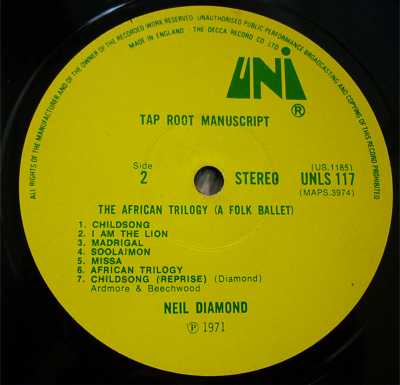 ALL RIGHTS OF THE MANUFACTURER AND OF THE OWNER OF THE RECORDED WORK RESERVED UNAUTHORISED PUBLIC PERFORMANCE BROADCASTING AND COPYING OF THIS RECORD PROHIBITED
MADE IN ENGLAND. THE DECCA RECORD CO LTD
UNI
®
TAP ROOT MANUSCRIPT
Side
2
STEREO
(US.1185)
UNLS 117
(MAPS.3974)
THE AFRICAN TRILOGY (A FOLK BALLET)
1. CHILDSONG
2. I AM THE LION
3. MADRIGAL
4. SOOLAIMON
5. MISSA
6. AFRICAN TRILOGY
7. CHILDSONG (REPRISE) (Diamond)
Ardmore & Beechwood
NEIL DIAMOND
℗ 1971